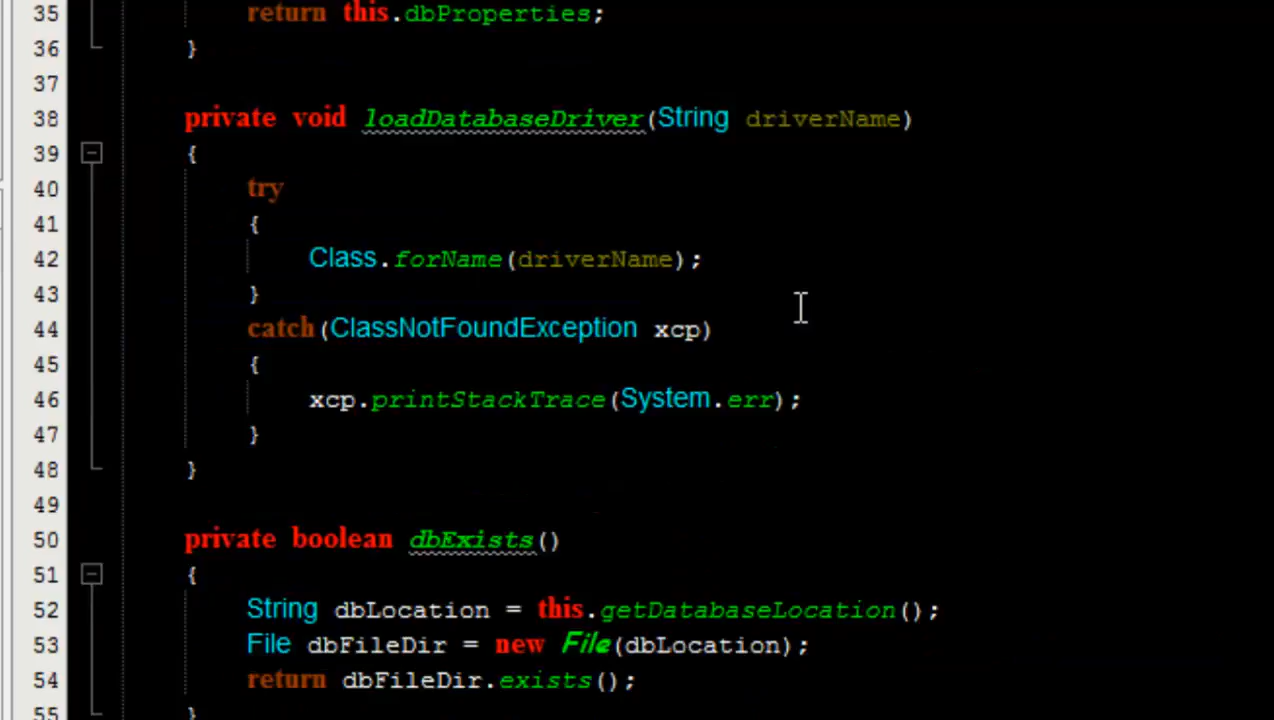 35 return this.dbProperties;
36 }
37
38 private void loadDatabaseDriver(String driverName)
39 {
40 try
41 {
42 Class.forName(driverName);
43 }
44 catch(ClassNotFoundException xcp)
45 {
46 xcp.printStackTrace(System.err);
47 }
48 }
49
50 private boolean dbExists()
51 {
52 String dbLocation = this.getDatabaseLocation();
53 File dbFileDir = new File(dbLocation);
54 return dbFileDir.exists();
55 }